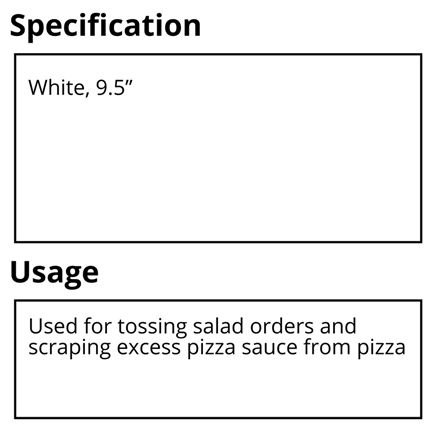 Specification
White, 9.5”
Usage
Used for tossing salad orders and
scraping excess pizza sauce from pizza